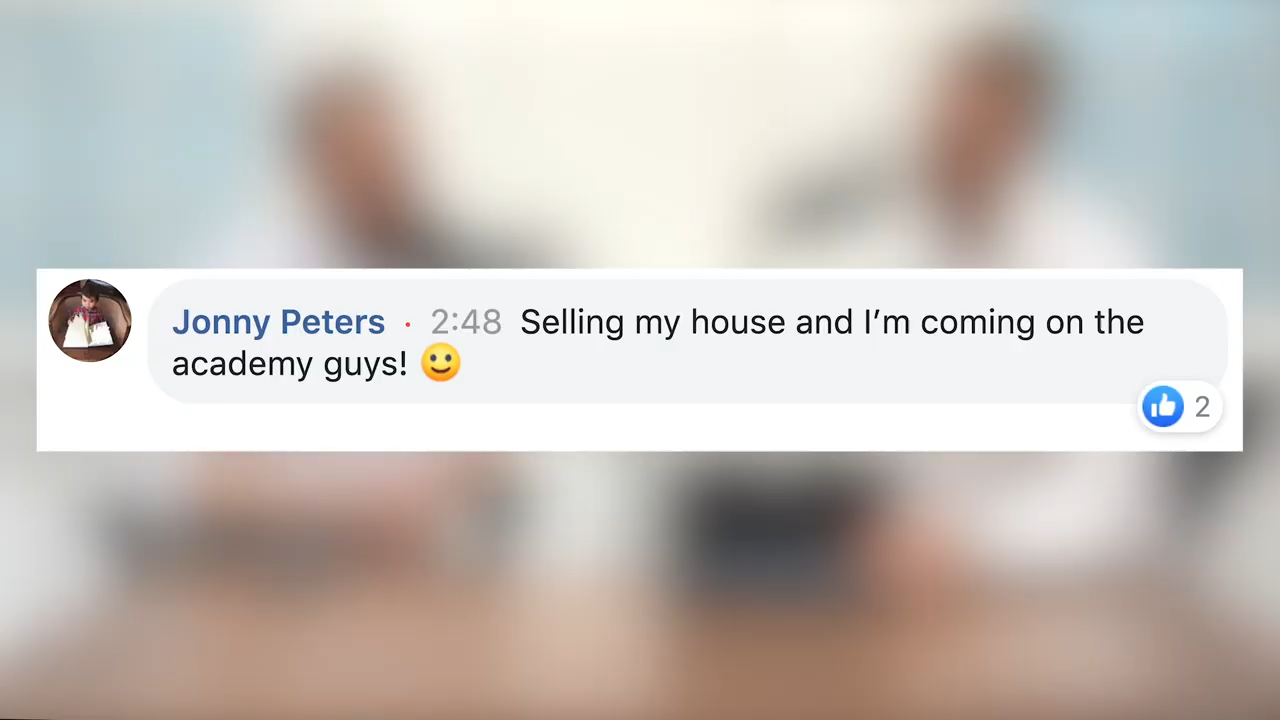 Jonny Peters · 2:48 Selling my house and I’m coming on the
academy guys! 🙂
2